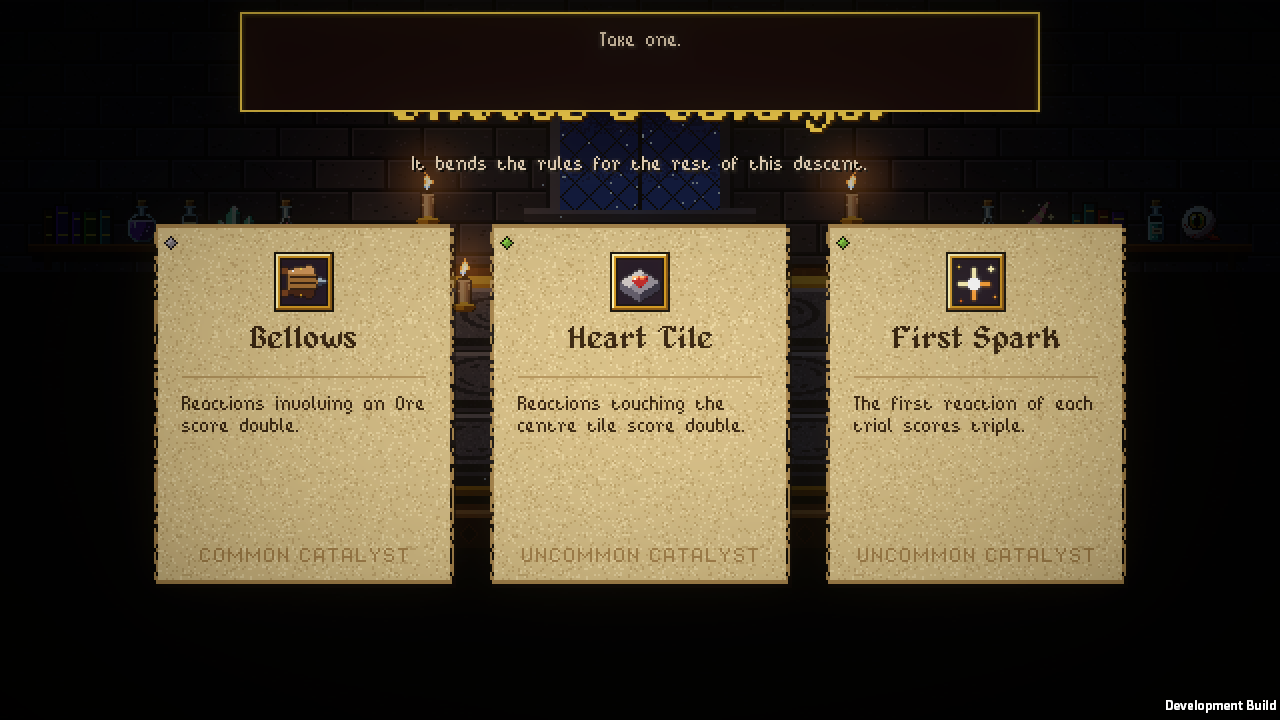 Take one.
It bends the rules for the rest of this descent.
Bellows
Reactions involving an Ore
score double.
COMMON CATALYST
Heart Tile
Reactions touching the
centre tile score double.
UNCOMMON CATALYST
First Spark
The first reaction of each
trial scores triple.
UNCOMMON CATALYST
Development Build